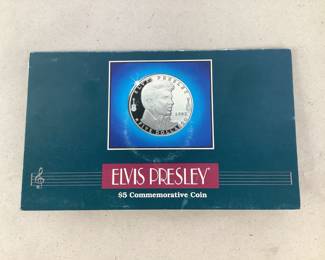 ELVIS PRESLEY
FIVE DOLLARS
ELVIS PRESLEY
$5 Commemorative Coin